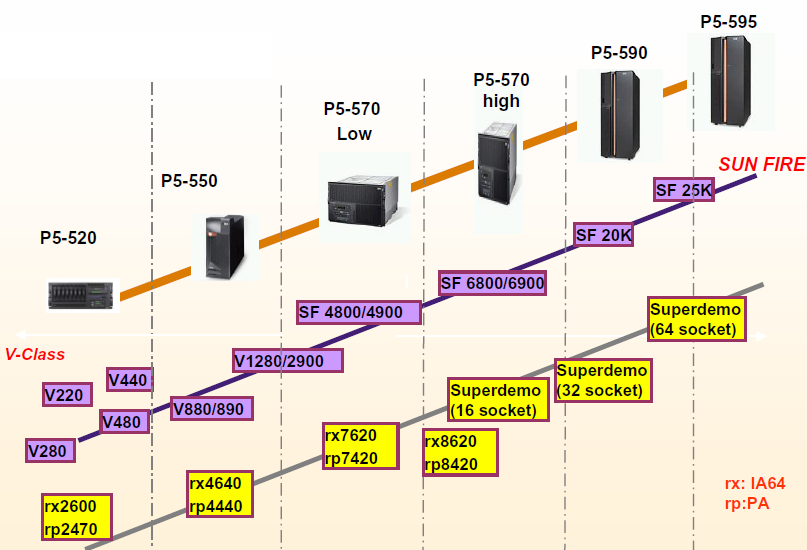 P5-595
P5-590
P5-570
high
P5-570
Low
P5-550
P5-520
SUN FIRE
SF 25K
SF 20K
SF 6800/6900
SF 4800/4900
V-Class
V1280/2900
V440
V220
V880/890
V480
V280
Superdemo
(64 socket)
Superdemo
(32 socket)
Superdemo
(16 socket)
rx8620
rp8420
rx7620
rp7420
rx4640
rp4440
rx2600
rp2470
rx: IA64
rp:PA